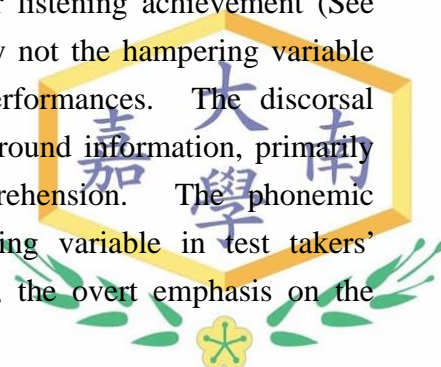 r listening achievement (See
y not the hampering variable
erformances. The discorsal
round information, primarily
rehension. The phonemic
ing variable in test takers’
, the overt emphasis on the
大
嘉 南
學